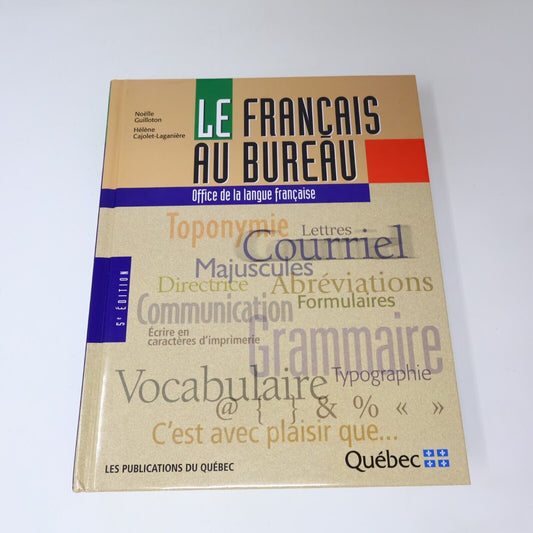 Noëlle
Guilloton
Hélène
Cajolet-Laganière
LE FRANÇAIS
AU BUREAU
Office de la langue française
5e ÉDITION
Toponymie
Lettres
Courriel
Majuscules
Directrice
Abréviations
Formulaires
Communication
Écrire en
caractères d'imprimerie
Grammaire
Typographie
Vocabulaire
@ { } & % « »
C'est avec plaisir que...
LES PUBLICATIONS DU QUÉBEC
Québec